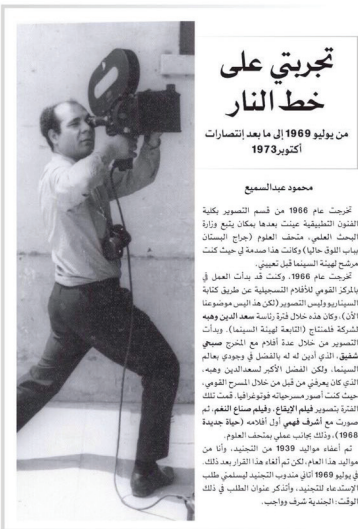 تجربتي على
خط النار
من يوليو 1969 إلى ما بعد إنتصارات
أكتوبر1973
محمود عبدالسميع
تخرجت عام 1966 من قسم التصوير بكلية
الفنون التطبيقية عينت بعدها بمكان يتبع وزارة
البحث العلمي، متحف العلوم (جراج البستان
بباب اللوق حاليا) وكانت هذا صدمة لي حيث كنت
مرشح لهيئة السينما قبل تعييني.
تخرجت عام 1966، وكنت قد بدأت العمل في
بالمركز القومي للأفلام التسجيلية عن طريق كتابة
السيناريو وليس التصوير (لكن هذا ليس موضوعنا
الأن)، وكان هذه خلال فترة رئاسة سعد الدين وهبه
لشركة فلمنتاج (التابعة لهيئة السينما). وبدأت
التصوير من خلال عدة أفلام مع المخرج صبحي
شفيق، الذي أدين له له بالفضل في وجودي بعالم
السينما، ولكن الفضل الأكبر لسعدالدين وهبه،
الذي كان يعرفني من قبل من خلال المسرح القومي،
حيث كنت أصور مسرحياته فوتوغرافيا. قمت تلك
الفترة بتصوير فيلم الإيقاع، وفيلم صناع النغم، ثم
صورت مع أشرف فهمي أول أفلامه (حياة جديدة
1968)، وذلك بجانب عملي بمتحف العلوم.
تم أعفاء مواليد 1939 من التجنيد، وأنا من
مواليد هذا العام، لكن تم ألغاء هذا القرار بعد ذلك.
في يوليو 1969 أتاني مندوب التجنيد ليسلمني طلب
الإستدعاء للتجنيد، وأتذكر عنوان الطلب في ذلك
الوقت: الجندية شرف وواجب.